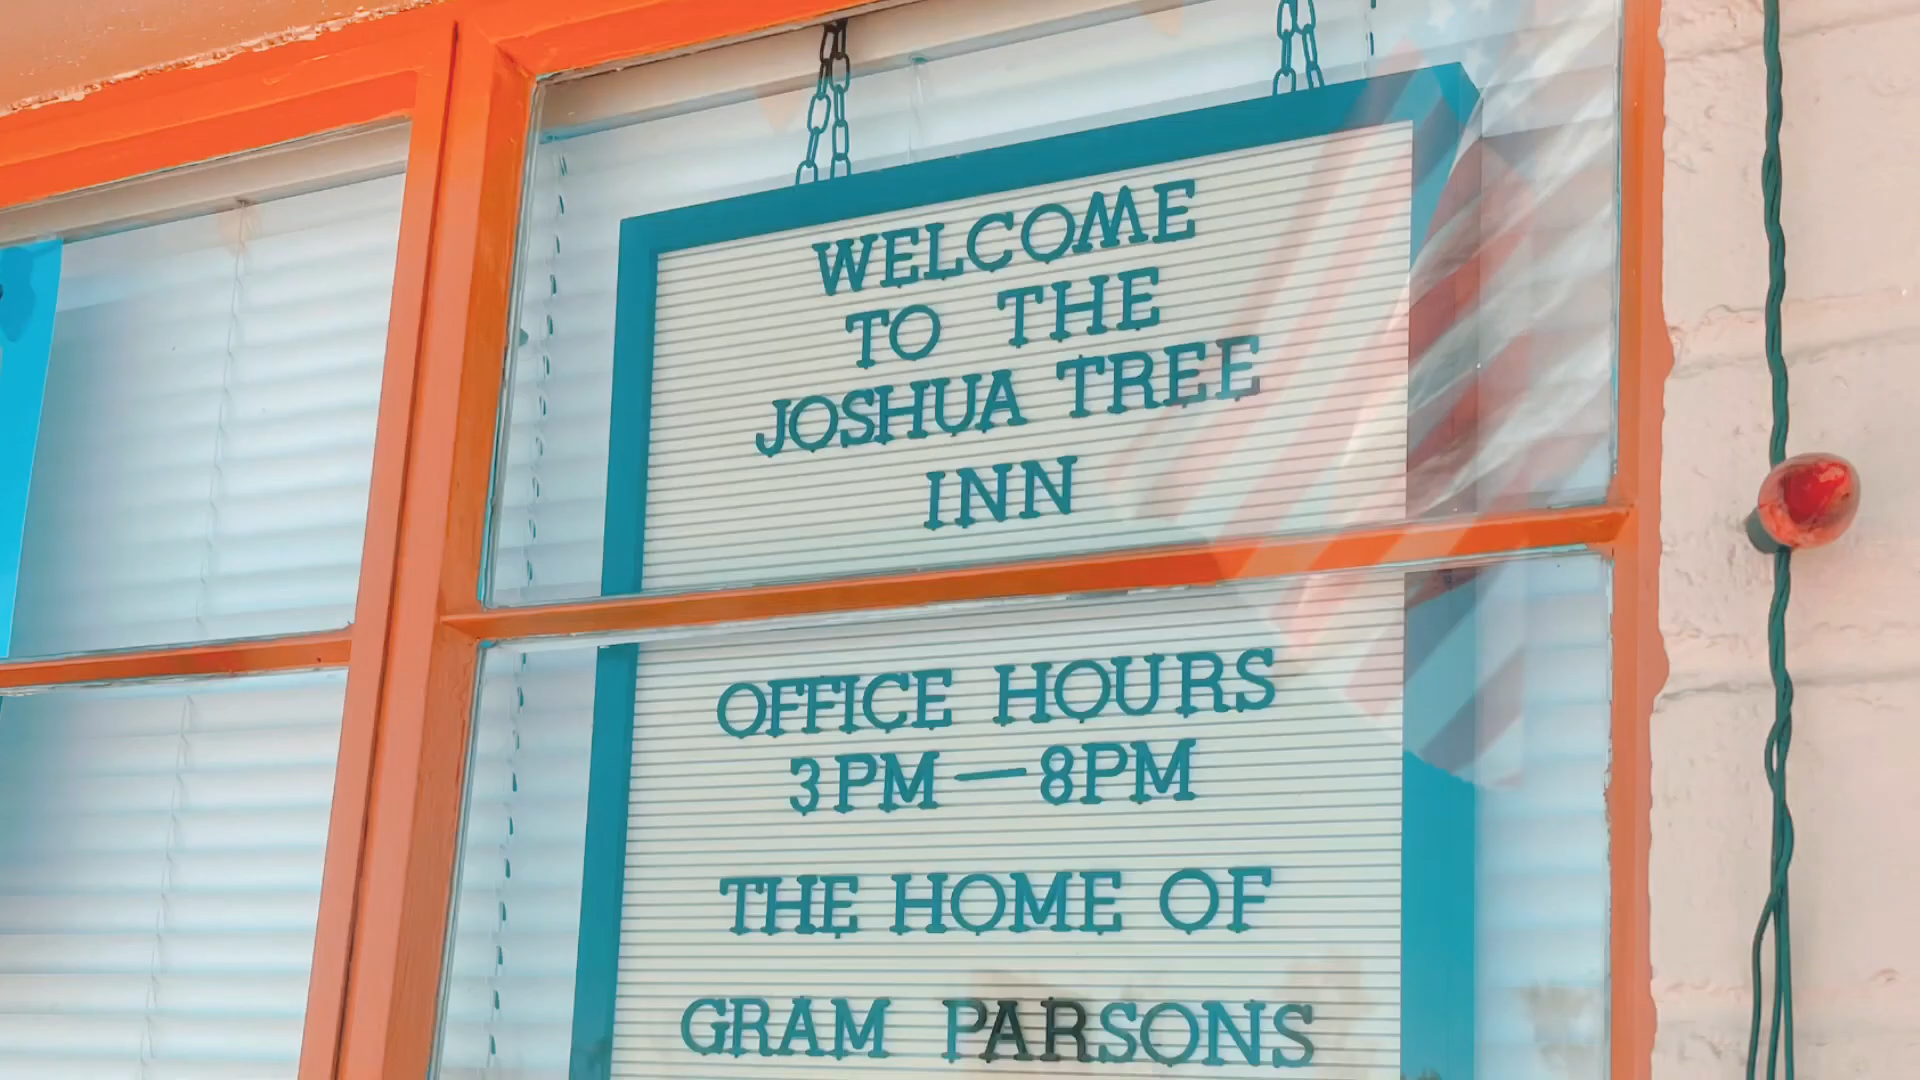 WELCOME
TO THE
JOSHUA TREE
INN
OFFICE HOURS
3PM—8PM
THE HOME OF
GRAM PARSONS